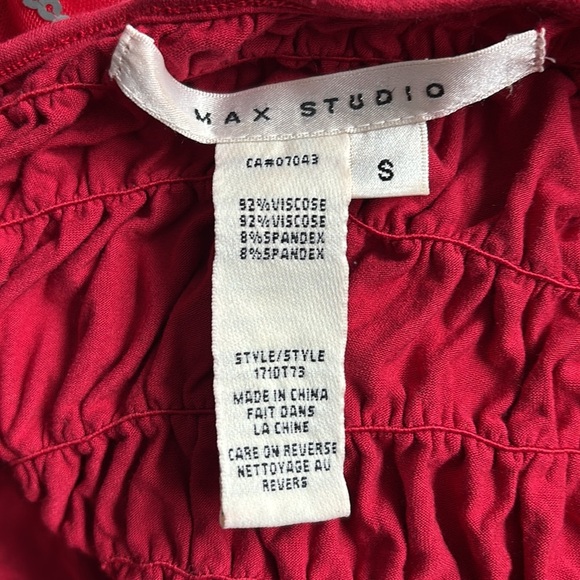 MAX STUDIO
S
CA#07043
92%VISCOSE
92%VISCOSE
8%SPANDEX
8%SPANDEX
STYLE/STYLE
1710T73
MADE IN CHINA
FAIT DANS
LA CHINE
CARE ON REVERSE
NETTOYAGE AU
REVERS